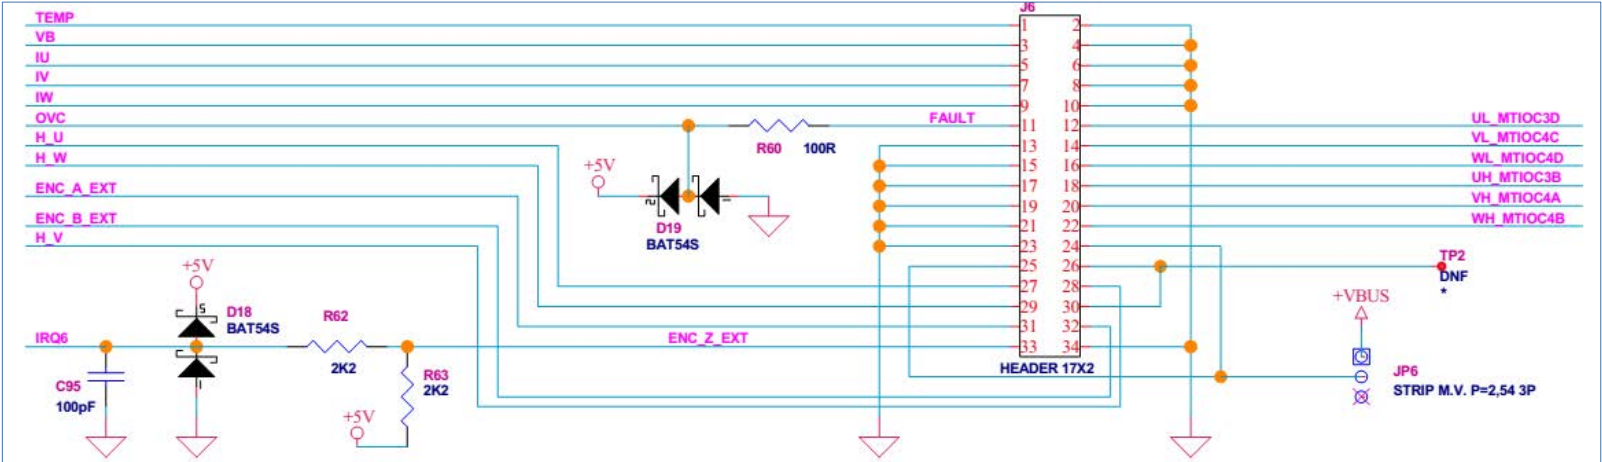 J6
TEMP 1 2
VB 3 4
IU 5 6
IV 7 8
IW 9 10
OVC FAULT 11 12 UL_MTIOC3D
R60 100R
H_U 13 14 VL_MTIOC4C
H_W 15 16 WL_MTIOC4D
+5V
17 18 UH_MTIOC3B
ENC_A_EXT 2 1 19 20 VH_MTIOC4A
ENC_B_EXT 21 22 WH_MTIOC4B
D19
BAT54S
H_V 23 24
TP2
+5V 25 26 DNF
*
27 28
+VBUS
2 D18 29 30
BAT54S R62
31 32
IRQ6 ENC_Z_EXT 33 34
1 2K2 HEADER 17X2
R63 JP6
C95 2K2 STRIP M.V. P=2,54 3P
100pF
+5V